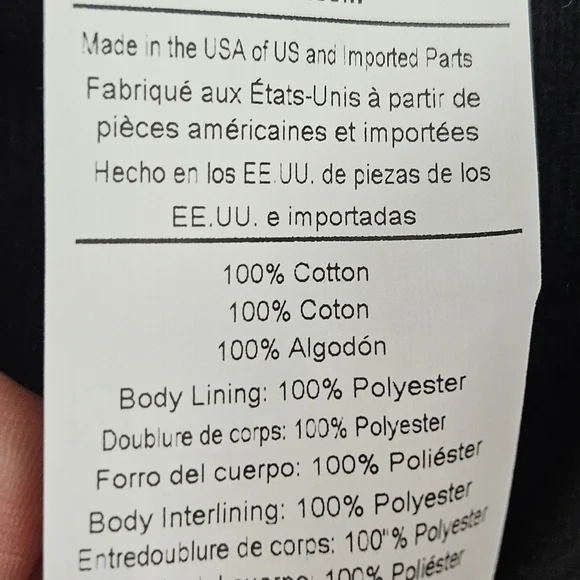 Made in the USA of US and Imported Parts
Fabriqué aux États-Unis à partir de
pièces américaines et importées
Hecho en los EE.UU. de piezas de los
EE.UU. e importadas
100% Cotton
100% Coton
100% Algodón
Body Lining: 100% Polyester
Doublure de corps: 100% Polyester
Forro del cuerpo: 100% Poliéster
Body Interlining: 100% Polyester
Entredoublure de corps: 100"% Polyester
100% Poliéster